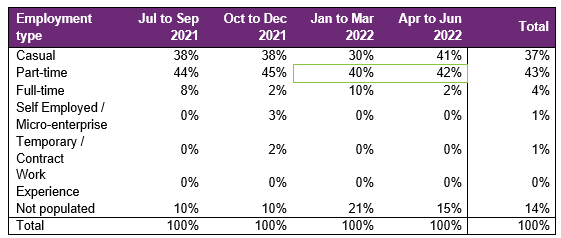 Employment type Jul to Sep 2021 Oct to Dec 2021 Jan to Mar 2022 Apr to Jun 2022 Total
Casual 38% 38% 30% 41% 37%
Part-time 44% 45% 40% 42% 43%
Full-time 8% 2% 10% 2% 4%
Self Employed / Micro-enterprise 0% 3% 0% 0% 1%
Temporary / Contract 0% 2% 0% 0% 1%
Work Experience 0% 0% 0% 0% 0%
Not populated 10% 10% 21% 15% 14%
Total 100% 100% 100% 100% 100%